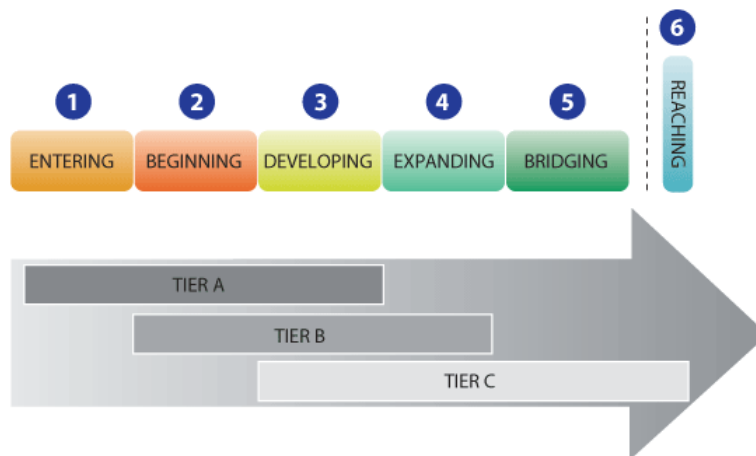 6
1
2
3
4
5
REACHING
ENTERING
BEGINNING
DEVELOPING
EXPANDING
BRIDGING
TIER A
TIER B
TIER C